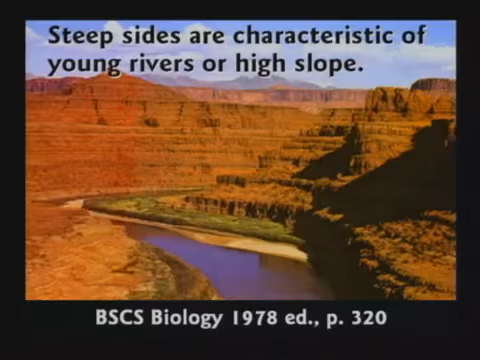 Steep sides are characteristic of
young rivers or high slope.
BSCS Biology 1978 ed., p. 320